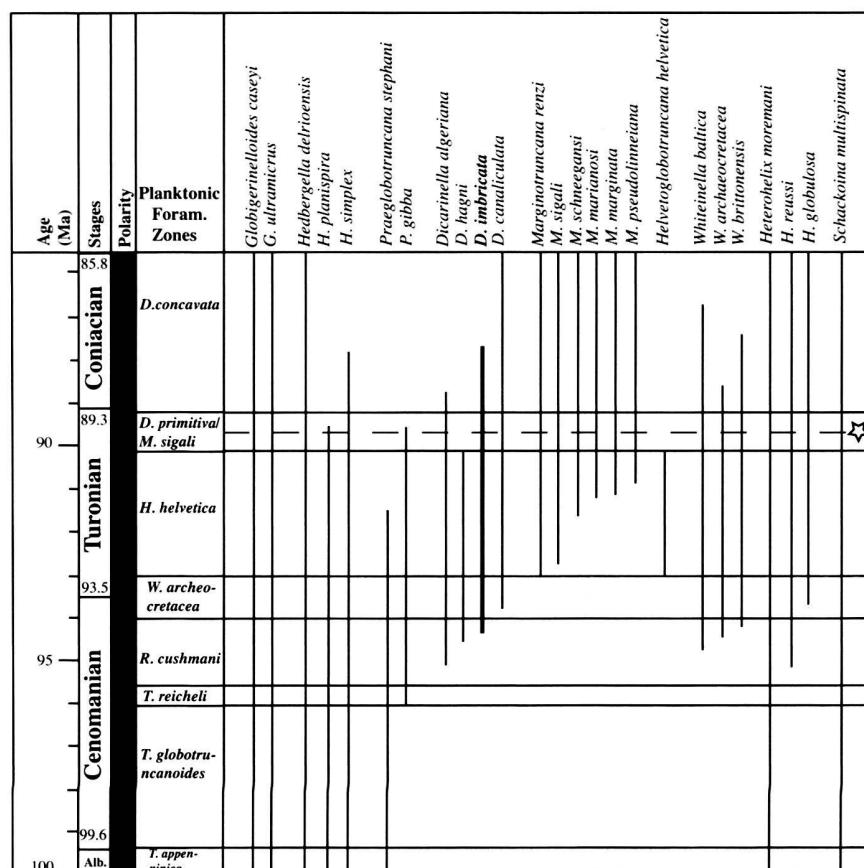 Age
(Ma)
Stages
Polarity
Planktonic
Foram.
Zones
Globigerinelloides caseyi
G. ultramicrus
Hedbergella delrioensis
H. planispira
H. simplex
Praeglobotruncana stephani
P. gibba
Dicarinella algeriana
D. hagni
D. imbricata
D. canaliculata
Marginotruncana renzi
M. sigali
M. schneegansi
M. marianosi
M. marginata
M. pseudolinneiana
Helvetoglobotruncana helvetica
Whiteinella baltica
W. archaeocretacea
W. brittonensis
Heterohelix moremani
H. reussi
H. globulosa
Schackoina multispinata
85.8
Coniacian
D.concavata
89.3
D. primitiva/
M. sigali
90
Turonian
H. helvetica
93.5
W. archeo-
cretacea
Cenomanian
95
R. cushmani
T. reicheli
T. globotru-
ncanoides
99.6
100
Alb.
T. appen-